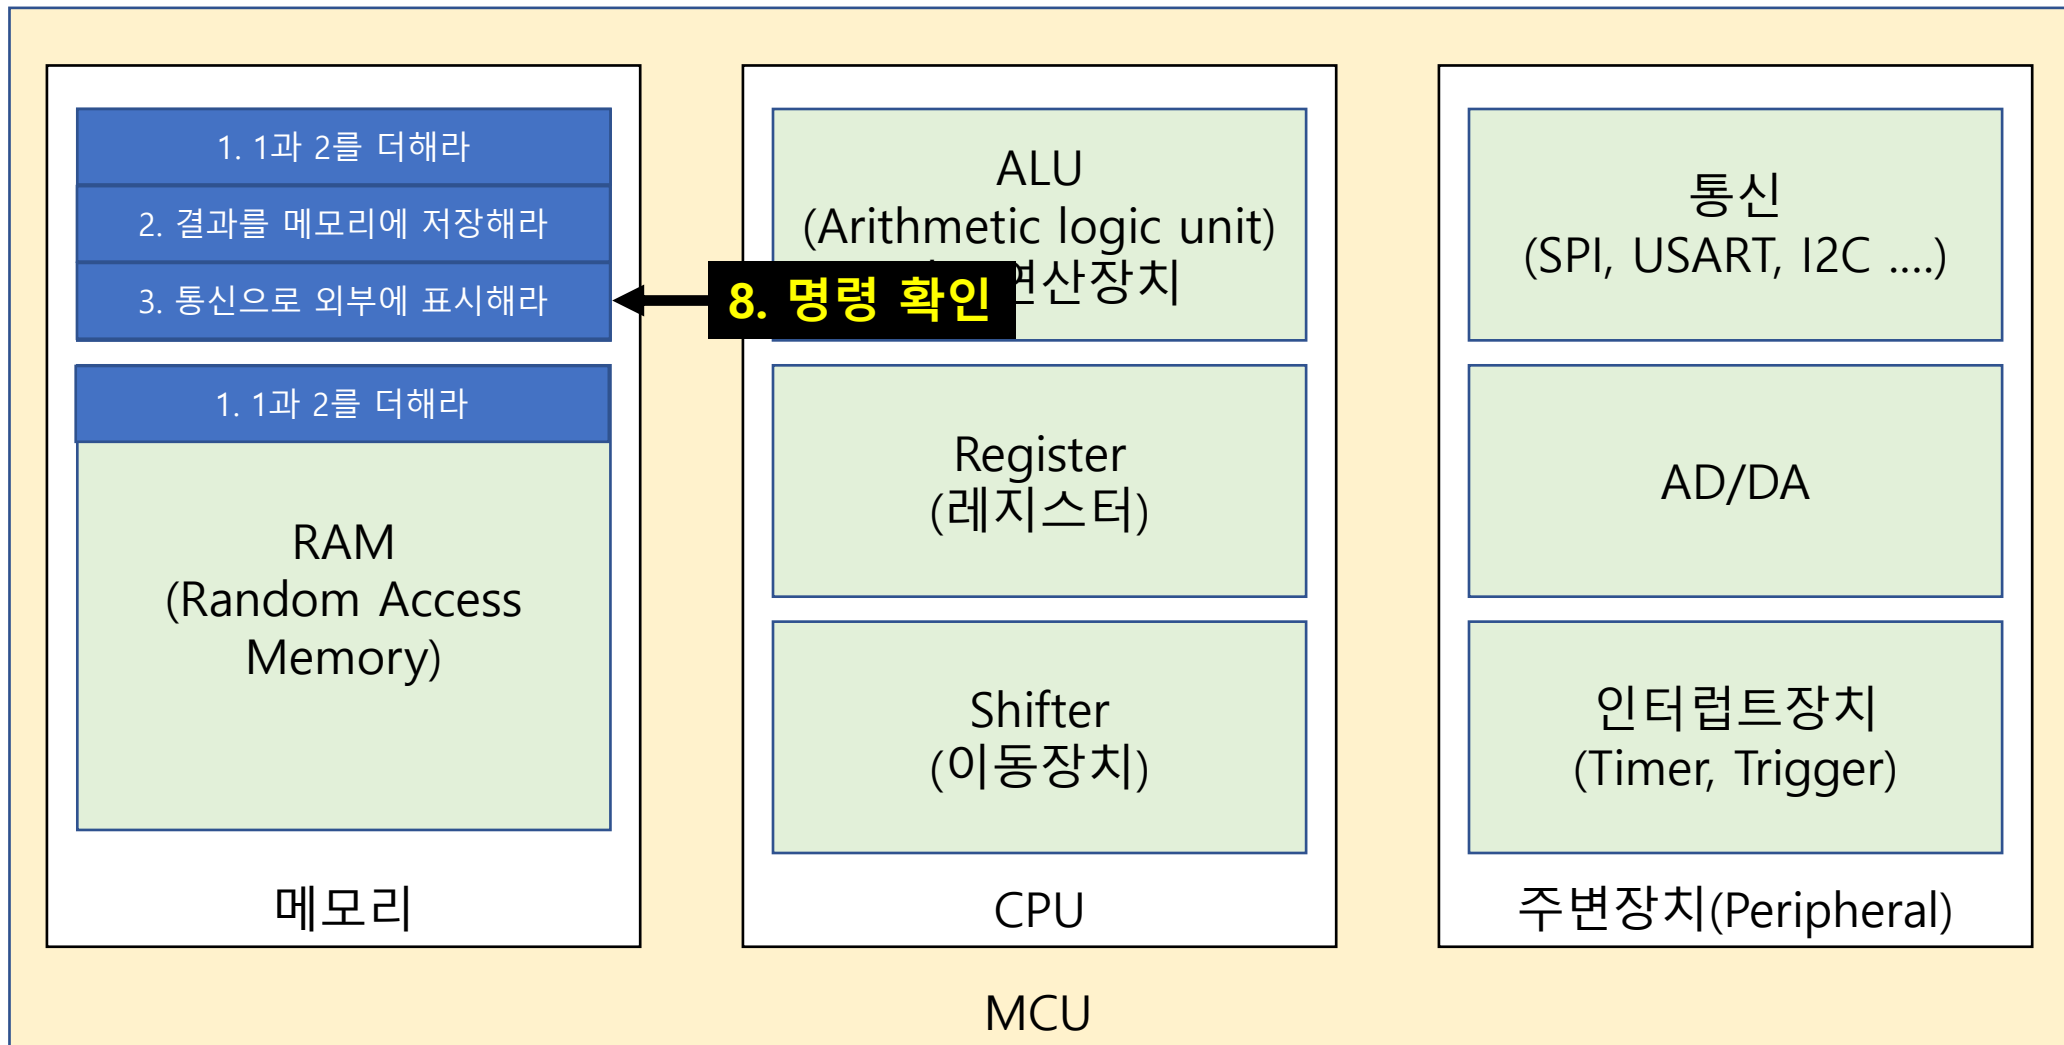 1. 1과 2를 더해라
2. 결과를 메모리에 저장해라
3. 통신으로 외부에 표시해라
1. 1과 2를 더해라
RAM
(Random Access
Memory)
메모리
8. 명령 확인
ALU
(Arithmetic logic unit)
연산장치
Register
(레지스터)
Shifter
(이동장치)
CPU
통신
(SPI, USART, I2C ....)
AD/DA
인터럽트장치
(Timer, Trigger)
주변장치(Peripheral)
MCU